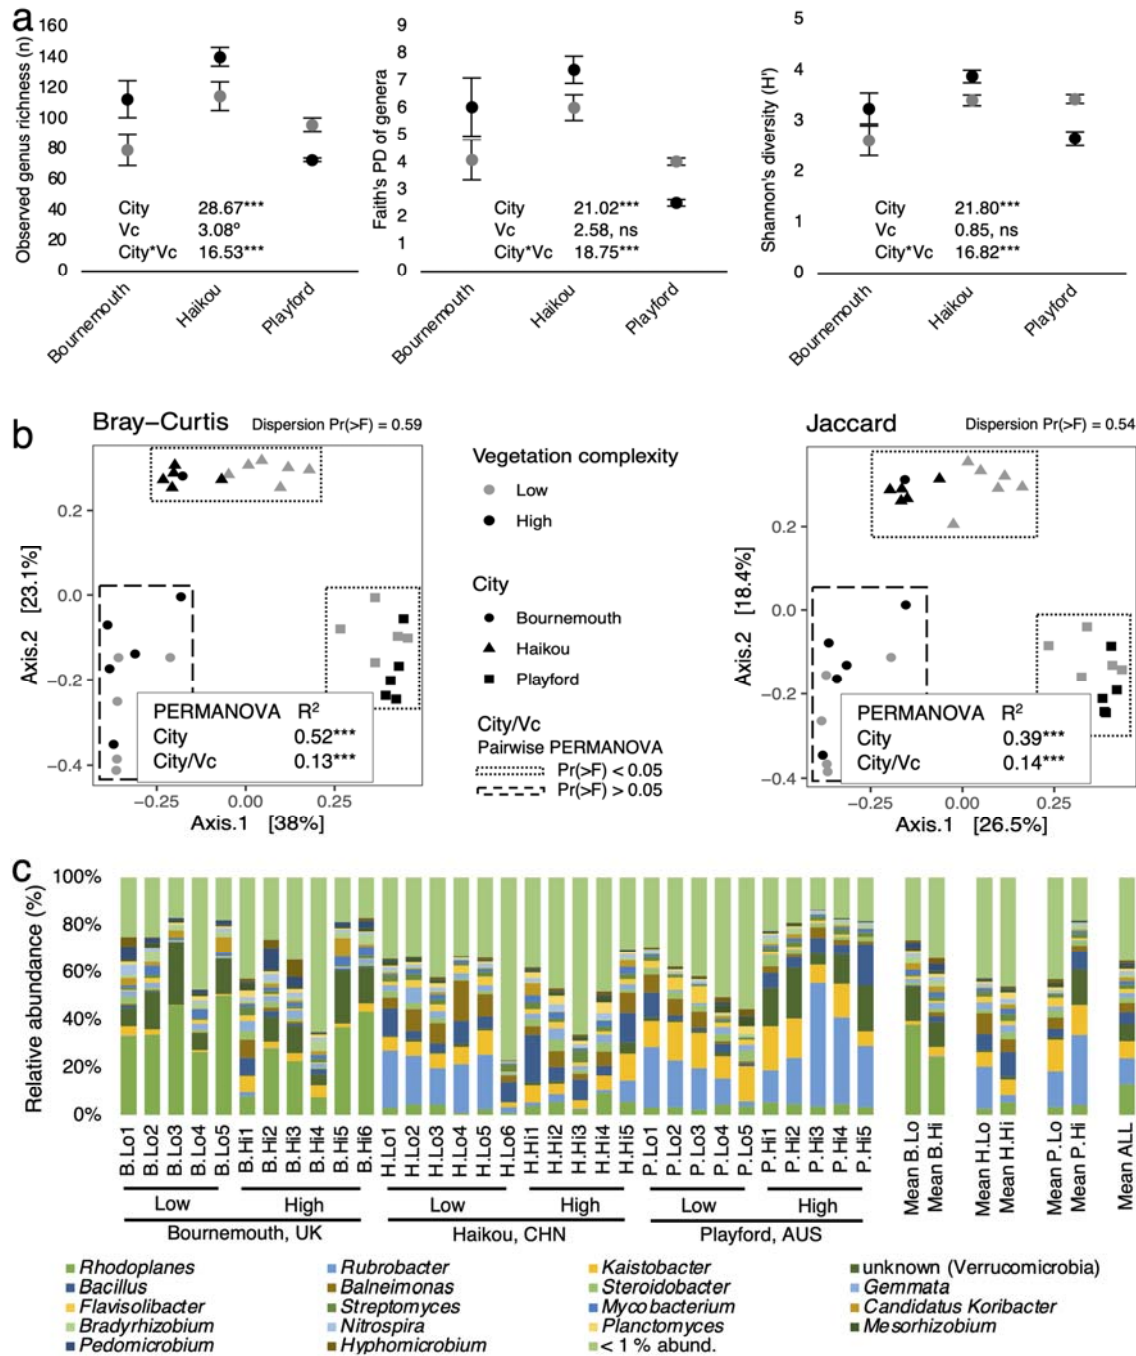 a
Observed genus richness (n)
160
140
120
100
80
60
40
20
0
City 28.67***
Vc 3.08°
City*Vc 16.53***
Bournemouth
Haikou
Playford
Faith's PD of genera
9
8
7
6
5
4
3
2
1
0
City 21.02***
Vc 2.58, ns
City*Vc 18.75***
Bournemouth
Haikou
Playford
Shannon's diversity (H')
5
4
3
2
1
0
City 21.80***
Vc 0.85, ns
City*Vc 16.82***
Bournemouth
Haikou
Playford
b
Bray–Curtis
Dispersion Pr(>F) = 0.59
Axis.2 [23.1%]
0.2
0.0
−0.2
−0.4
PERMANOVA R²
City 0.52***
City/Vc 0.13***
−0.25 0.00 0.25
Axis.1 [38%]
Vegetation complexity
Low
High
City
Bournemouth
Haikou
Playford
City/Vc
Pairwise PERMANOVA
Pr(>F) < 0.05
Pr(>F) > 0.05
Jaccard
Dispersion Pr(>F) = 0.54
Axis.2 [18.4%]
0.2
0.0
−0.2
−0.4
PERMANOVA R²
City 0.39***
City/Vc 0.14***
−0.25 0.00 0.25
Axis.1 [26.5%]
c
Relative abundance (%)
100%
80%
60%
40%
20%
0%
B.Lo1
B.Lo2
B.Lo3
B.Lo4
B.Lo5
B.Hi1
B.Hi2
B.Hi3
B.Hi4
B.Hi5
B.Hi6
H.Lo1
H.Lo2
H.Lo3
H.Lo4
H.Lo5
H.Lo6
H.Hi1
H.Hi2
H.Hi3
H.Hi4
H.Hi5
P.Lo1
P.Lo2
P.Lo3
P.Lo4
P.Lo5
P.Hi1
P.Hi2
P.Hi3
P.Hi4
P.Hi5
Mean B.Lo
Mean B.Hi
Mean H.Lo
Mean H.Hi
Mean P.Lo
Mean P.Hi
Mean ALL
Low High Low High Low High
Bournemouth, UK Haikou, CHN Playford, AUS
Rhodoplanes Rubrobacter Kaistobacter unknown (Verrucomicrobia)
Bacillus Balneimonas Steroidobacter Gemmata
Flavisolibacter Streptomyces Mycobacterium Candidatus Koribacter
Bradyrhizobium Nitrospira Planctomyces Mesorhizobium
Pedomicrobium Hyphomicrobium < 1 % abund.